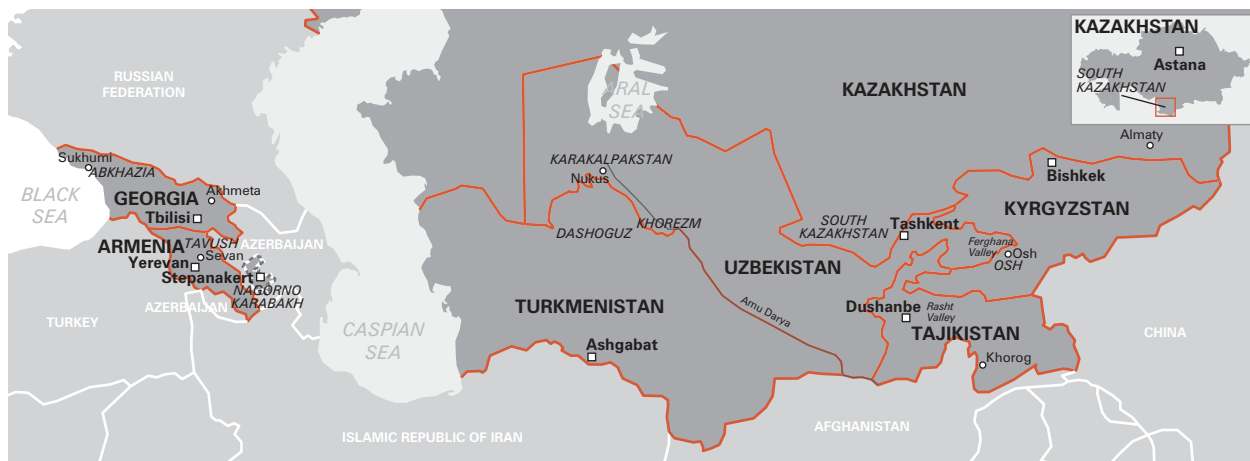 RUSSIAN
FEDERATION
Sukhumi
ABKHAZIA
BLACK
SEA
GEORGIA
Akhmeta
Tbilisi
ARMENIA
TAVUSH
AZERBAIJAN
Sevan
Yerevan
Stepanakert
NAGORNO
KARABAKH
AZERBAIJAN
TURKEY
CASPIAN
SEA
ISLAMIC REPUBLIC OF IRAN
ARAL
SEA
KARAKALPAKSTAN
Nukus
DASHOGUZ
KHOREZM
TURKMENISTAN
Ashgabat
UZBEKISTAN
Amu Darya
KAZAKHSTAN
SOUTH
KAZAKHSTAN
Tashkent
Bishkek
Almaty
KYRGYZSTAN
Ferghana
Valley
Osh
OSH
Dushanbe
Rasht
Valley
TAJIKISTAN
Khorog
AFGHANISTAN
CHINA
KAZAKHSTAN
Astana
SOUTH
KAZAKHSTAN